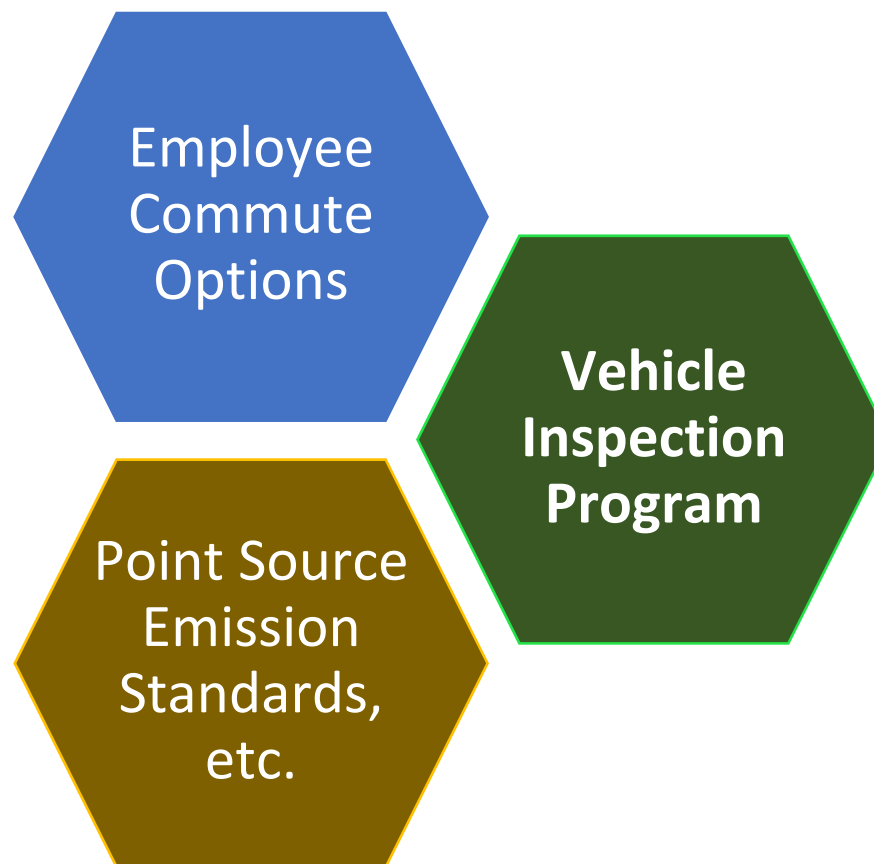 Employee
Commute
Options
Vehicle
Inspection
Program
Point Source
Emission
Standards,
etc.